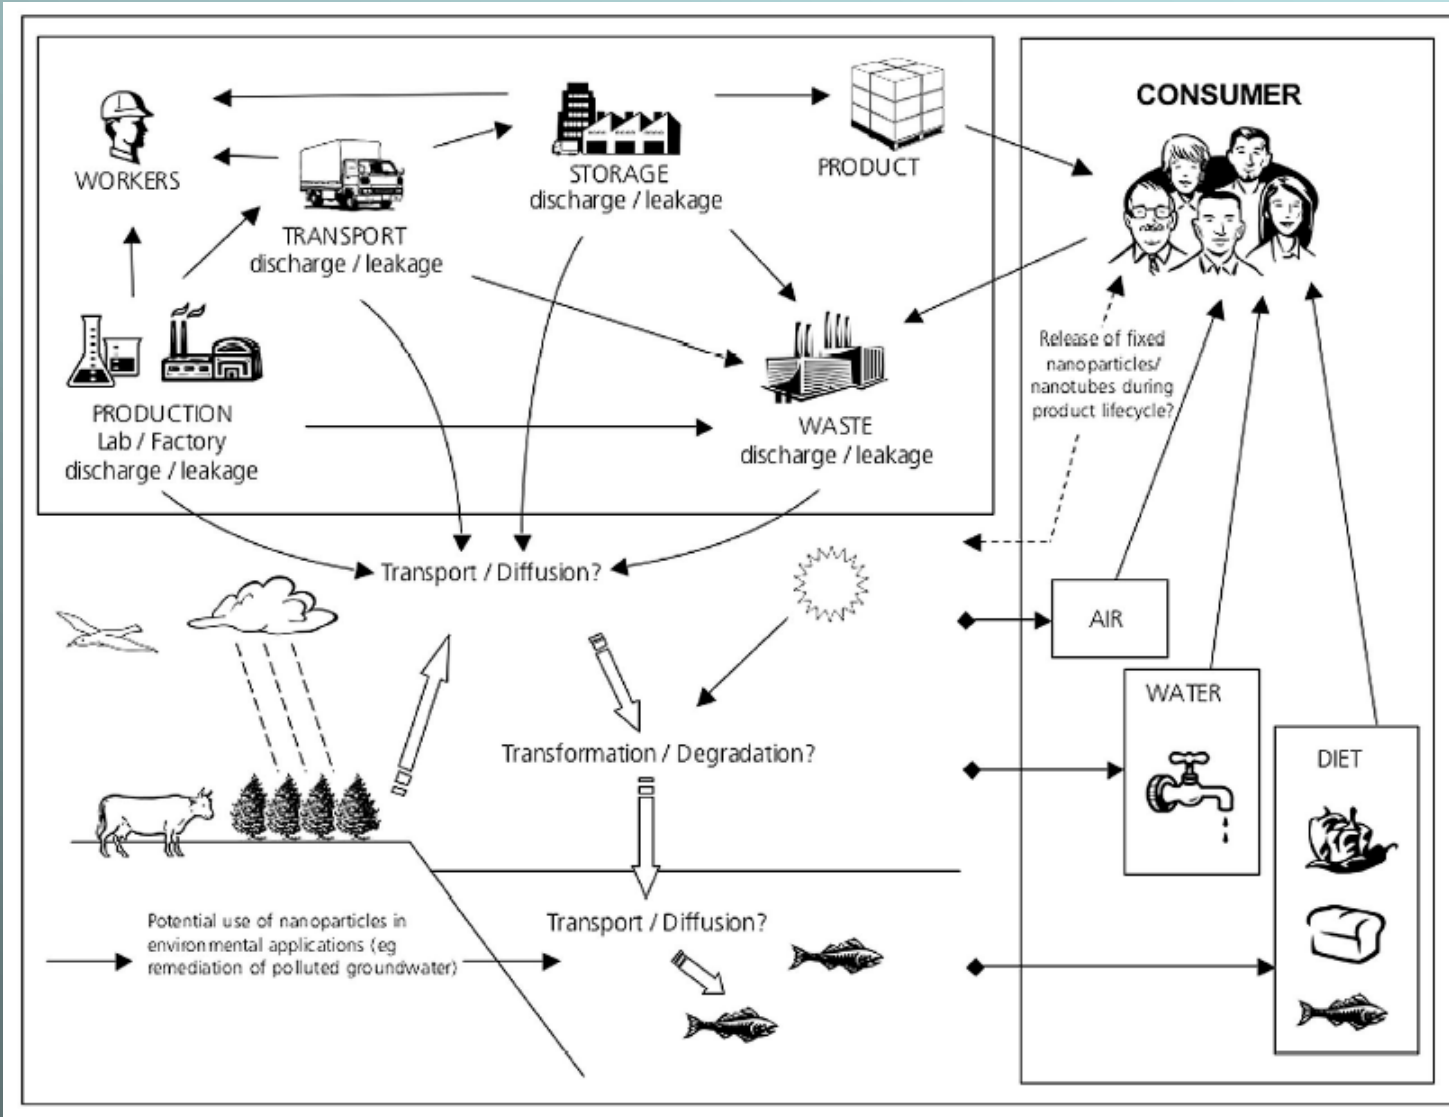 CONSUMER
WORKERS
STORAGE
discharge / leakage
PRODUCT
TRANSPORT
discharge / leakage
PRODUCTION
Lab / Factory
discharge / leakage
WASTE
discharge / leakage
Release of fixed
nanoparticles/
nanotubes during
product lifecycle?
Transport / Diffusion?
AIR
WATER
Transformation / Degradation?
DIET
Potential use of nanoparticles in
environmental applications (eg
remediation of polluted groundwater)
Transport / Diffusion?